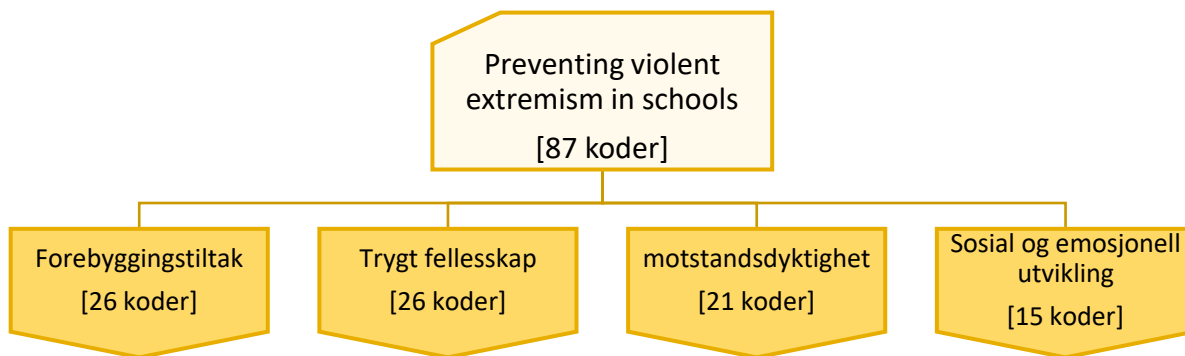 Preventing violent
extremism in schools
[87 koder]
Forebyggingstiltak
[26 koder]
Trygt fellesskap
[26 koder]
motstandsdyktighet
[21 koder]
Sosial og emosjonell
utvikling
[15 koder]